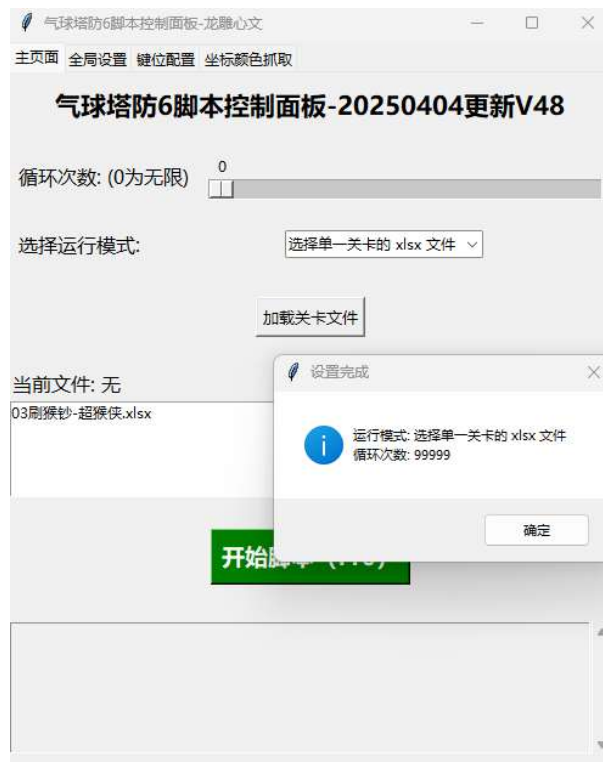 气球塔防6脚本控制面板-龙雕心文
主页面 全局设置 键位配置 坐标颜色抓取
气球塔防6脚本控制面板-20250404更新V48
0
循环次数: (0为无限)
选择运行模式:
选择单一关卡的 xlsx 文件
加载关卡文件
当前文件: 无
03刷猴钞-超猴侠.xlsx
设置完成
运行模式: 选择单一关卡的 xlsx 文件
循环次数: 99999
确定
开始